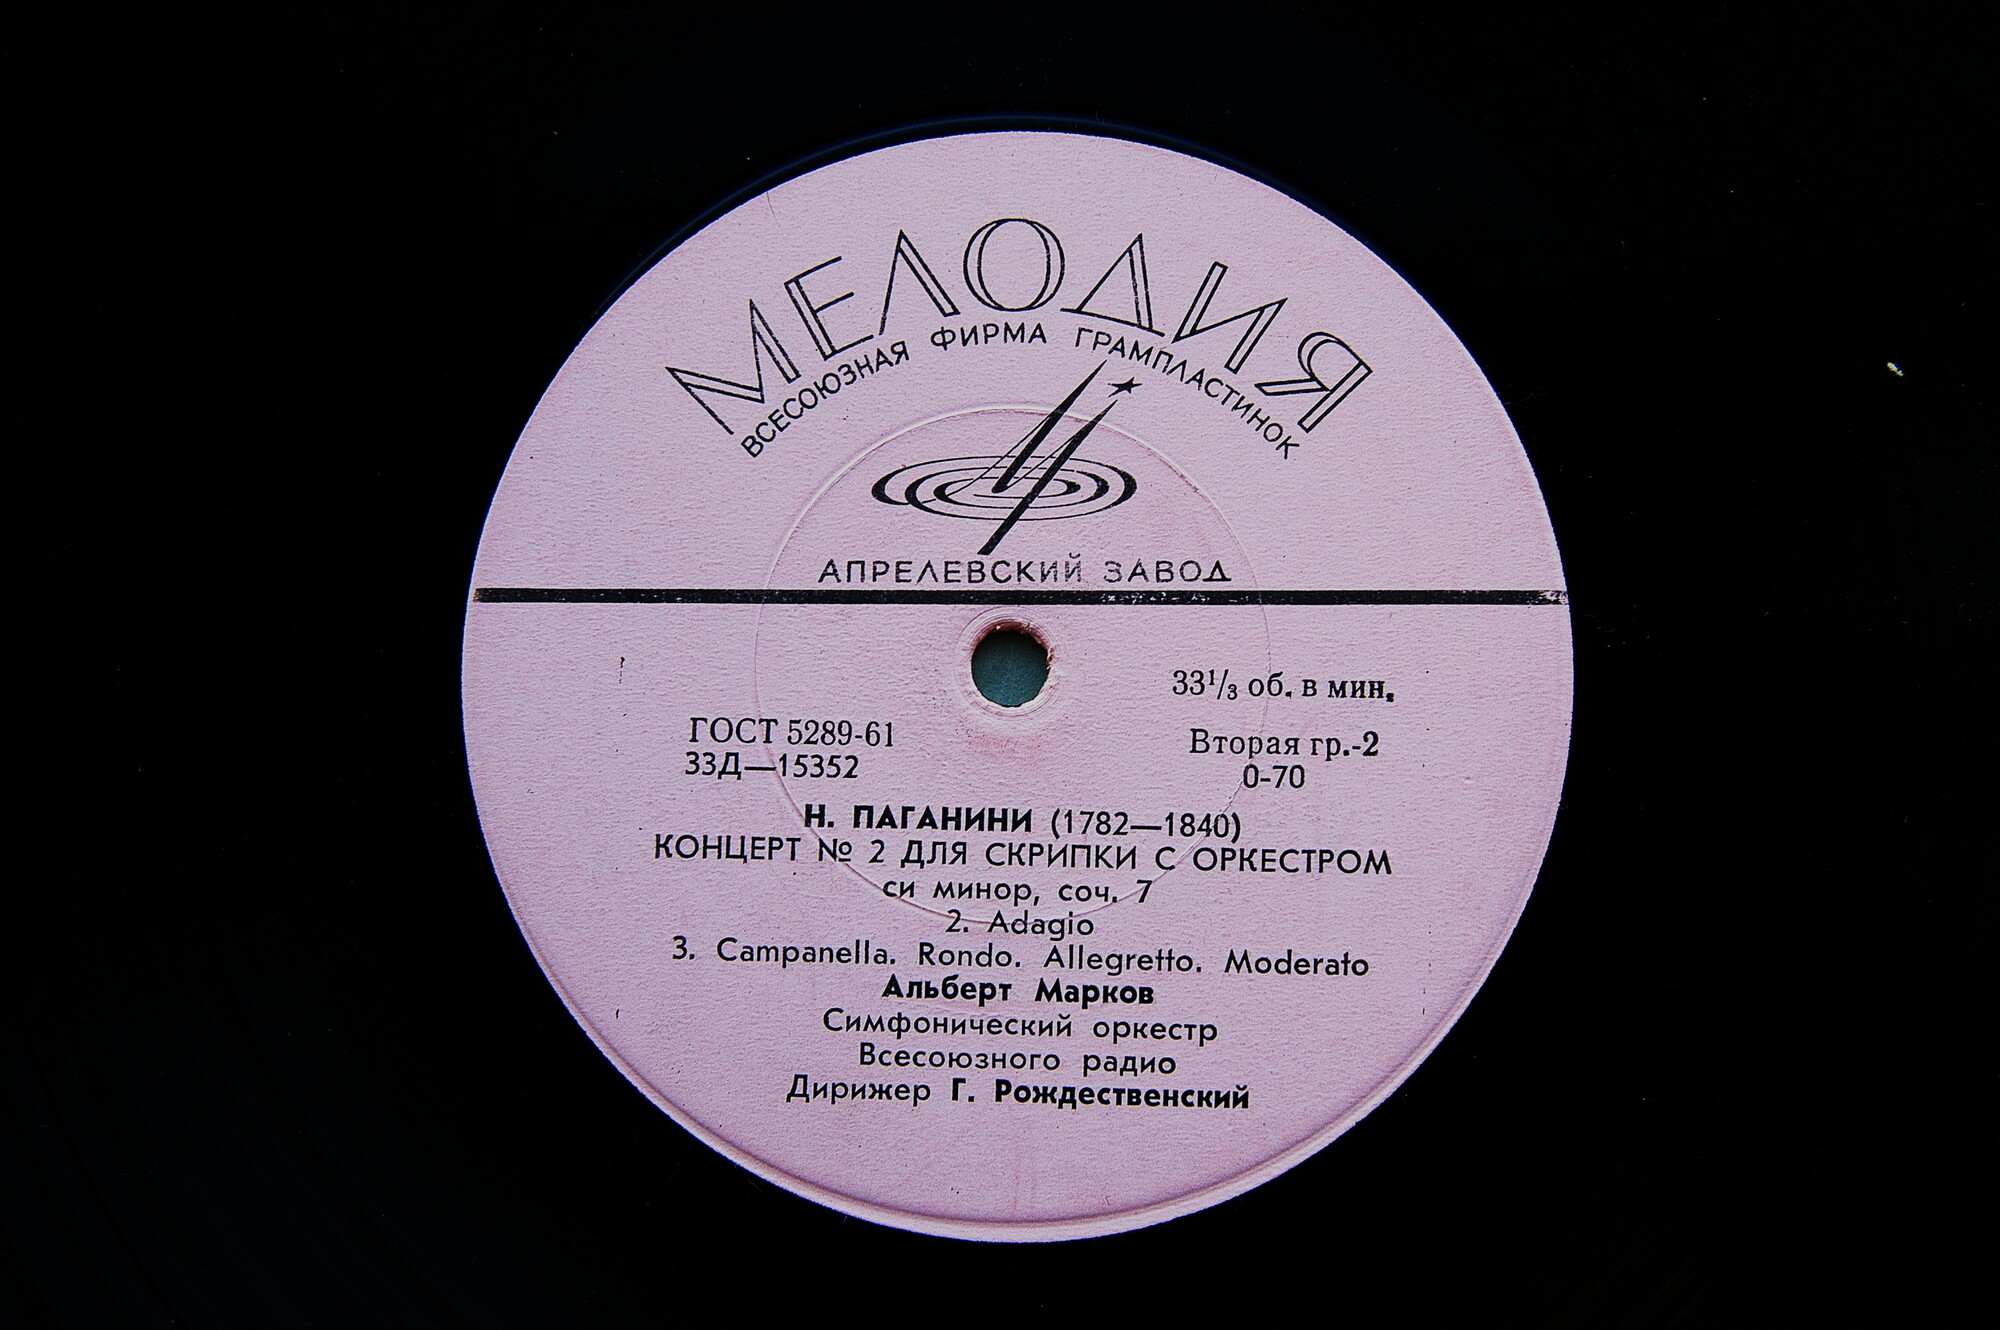 МЕЛОДИЯ
ВСЕСОЮЗНАЯ ФИРМА ГРАМПЛАСТИНОК
АПРЕЛЕВСКИЙ ЗАВОД
33¹/₃ об. в мин.
ГОСТ 5289-61
Вторая гр.-2
33Д—15352
0-70
Н. ПАГАНИНИ (1782—1840)
КОНЦЕРТ № 2 ДЛЯ СКРИПКИ С ОРКЕСТРОМ
си минор, соч. 7
2. Adagio
3. Campanella. Rondo. Allegretto. Moderato
Альберт Марков
Симфонический оркестр
Всесоюзного радио
Дирижер Г. Рождественский